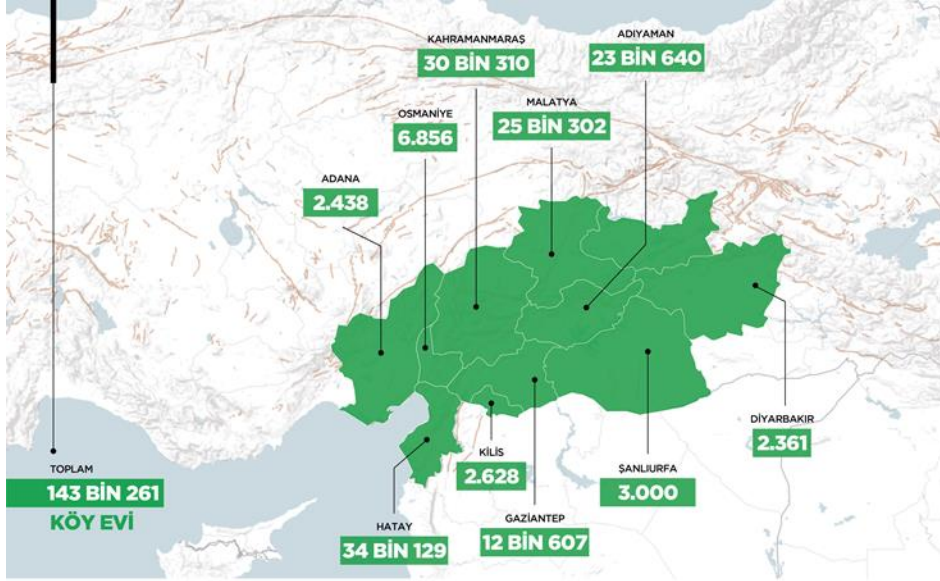 KAHRAMANMARAŞ
30 BİN 310
ADIYAMAN
23 BİN 640
OSMANİYE
6.856
MALATYA
25 BİN 302
ADANA
2.438
DİYARBAKIR
2.361
KİLİS
2.628
ŞANLIURFA
3.000
TOPLAM
143 BİN 261
KÖY EVİ
HATAY
34 BİN 129
GAZİANTEP
12 BİN 607